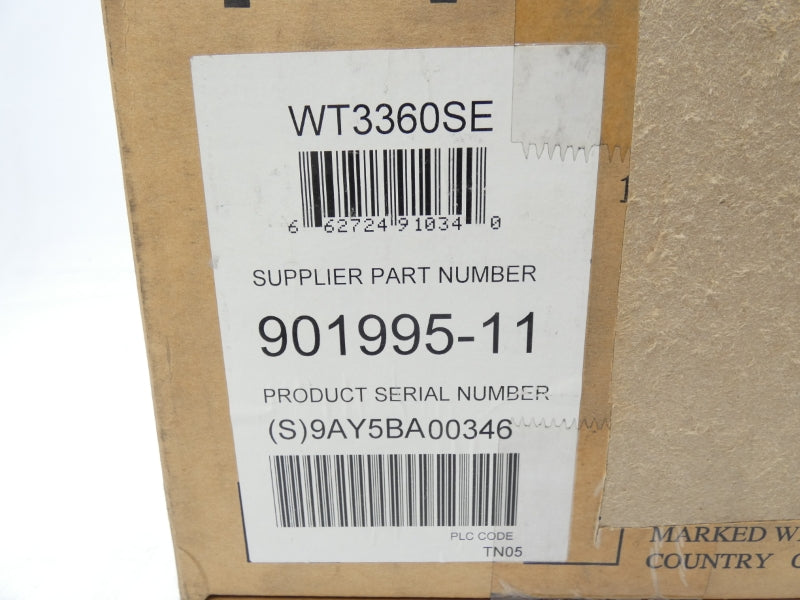 WT3360SE
6 62724 91034 0
SUPPLIER PART NUMBER
901995-11
PRODUCT SERIAL NUMBER
(S)9AY5BA00346
PLC CODE
TN05
MARKED
COUNTRY